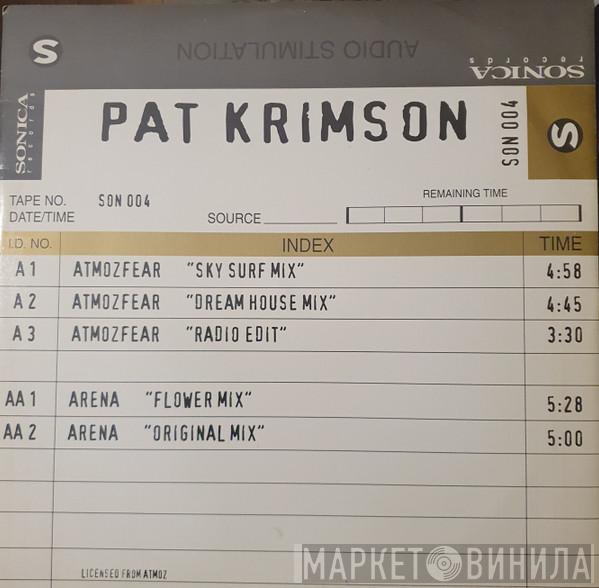 S AUDIO STIMULATION SONICA records
SONICA records
PAT KRIMSON
SON 004
S
TAPE NO. SON 004
DATE/TIME
SOURCE
REMAINING TIME
I.D. NO. INDEX TIME
A 1 ATMOZFEAR "SKY SURF MIX" 4:58
A 2 ATMOZFEAR "DREAM HOUSE MIX" 4:45
A 3 ATMOZFEAR "RADIO EDIT" 3:30
AA 1 ARENA "FLOWER MIX" 5:28
AA 2 ARENA "ORIGINAL MIX" 5:00
LICENSED FROM ATMOZ
МАРКЕТ ВИНИЛА